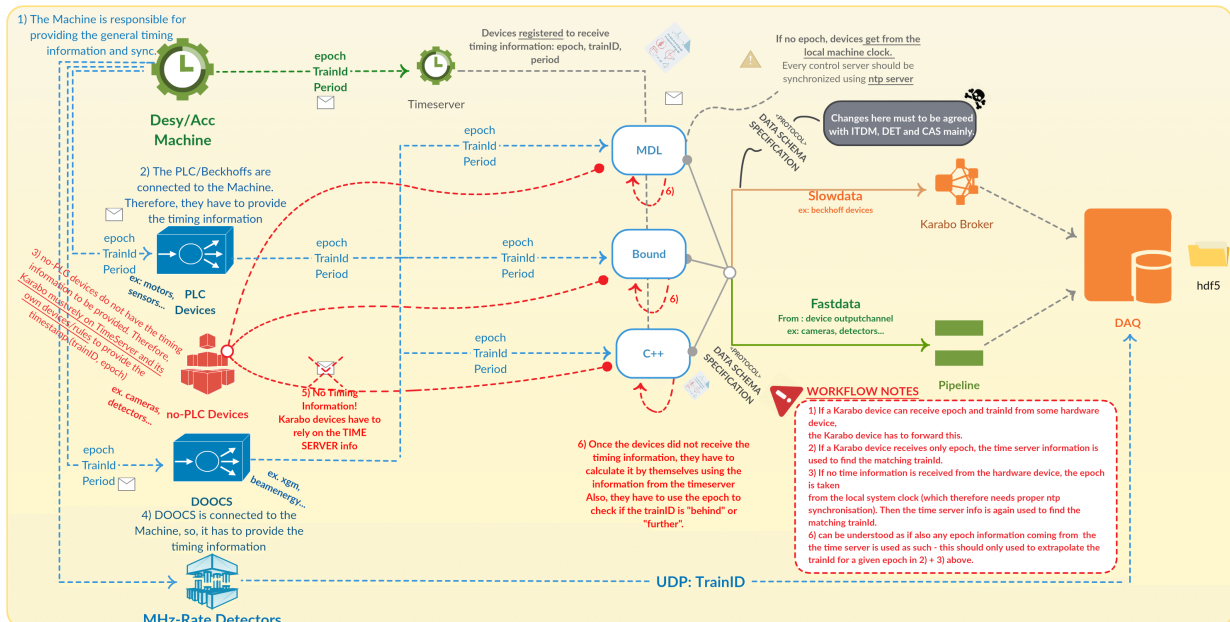 1) The Machine is responsible for
providing the general timing
information and sync.
Desy/Acc
Machine
epoch
TrainId
Period
Timeserver
Devices registered to receive
timing information: epoch, trainID,
period
If no epoch, devices get from the
local machine clock.
Every control server should be
synchronized using ntp server
<PROTOCOL>
DATA SCHEMA
SPECIFICATION
Changes here must to be agreed
with ITDM, DET and CAS mainly.
2) The PLC/Beckhoffs are
connected to the Machine.
Therefore, they have to provide
the timing information
epoch
TrainId
Period
ex: motors,
sensors...
PLC
Devices
epoch
TrainId
Period
epoch
TrainId
Period
epoch
TrainId
Period
epoch
TrainId
Period
MDL
6)
Bound
6)
C++
Slowdata
ex: beckhoff devices
Karabo Broker
Fastdata
From : device outputchannel
ex: cameras, detectors...
Pipeline
<PROTOCOL>
DATA SCHEMA
SPECIFICATION
DAQ
hdf5
3) no-PLC devices do not have the timing
information to be provided. Therefore,
Karabo must rely on TimeServer and its
own devices/rules to provide the
timestamp (trainID, epoch)
ex. cameras,
detectors...
no-PLC Devices
5) No Timing
Information!
Karabo devices have to
rely on the TIME
SERVER info
epoch
TrainId
Period
ex. xgm,
beamenergy...
DOOCS
4) DOOCS is connected to the
Machine, so, it has to provide the
timing information
6) Once the devices did not receive the
timing information, they have to
calculate it by themselves using the
information from the timeserver
Also, they have to use the epoch to
check if the trainID is "behind" or
"further".
WORKFLOW NOTES
1) If a Karabo device can receive epoch and trainId from some hardware
device,
the Karabo device has to forward this.
2) If a Karabo device receives only epoch, the time server information is
used to find the matching trainId.
3) If no time information is received from the hardware device, the epoch
is taken
from the local system clock (which therefore needs proper ntp
synchronisation). Then the time server info is again used to find the
matching trainId.
6) can be understood as if also any epoch information coming from the
the time server is used as such - this should only used to extrapolate the
trainId for a given epoch in 2) + 3) above.
UDP: TrainID
MHz-Rate Detectors